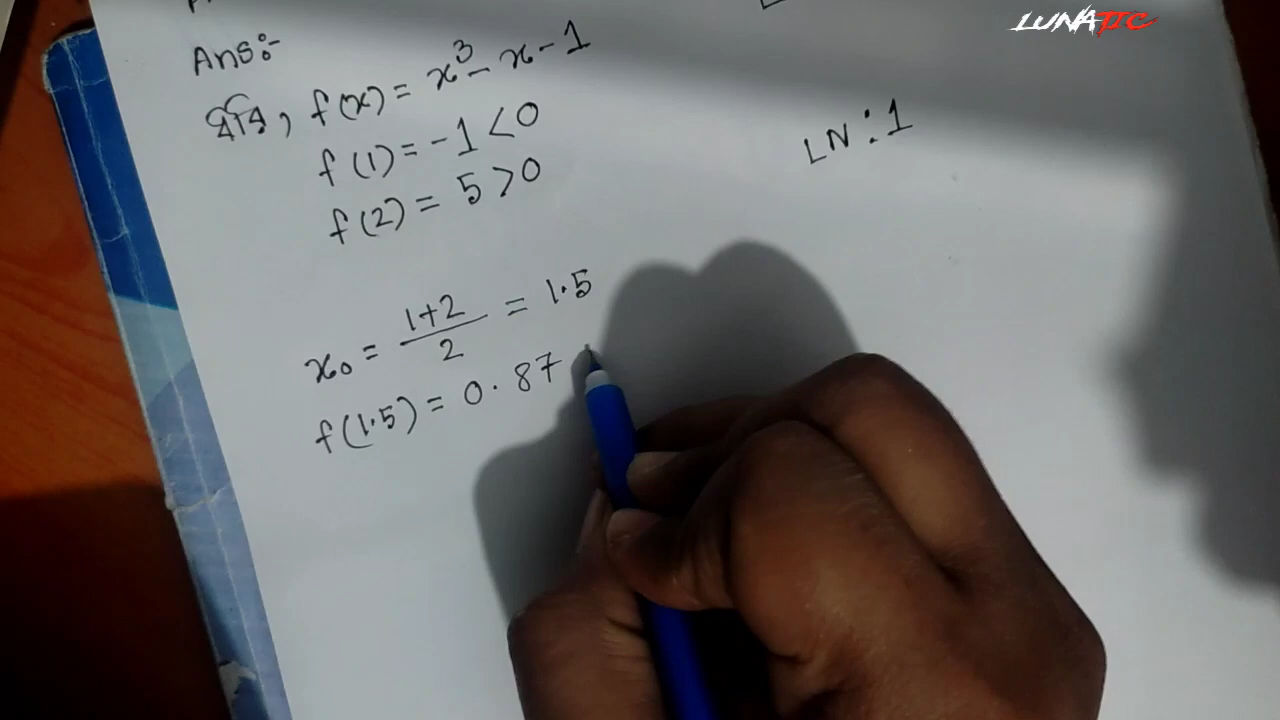 LUNATIC
Ans:-
ধরি, f(x) = x³ - x - 1
f(1) = -1 < 0
f(2) = 5 > 0
LN : 1
x₀ = 1+2/2 = 1.5
f(1.5) = 0.87